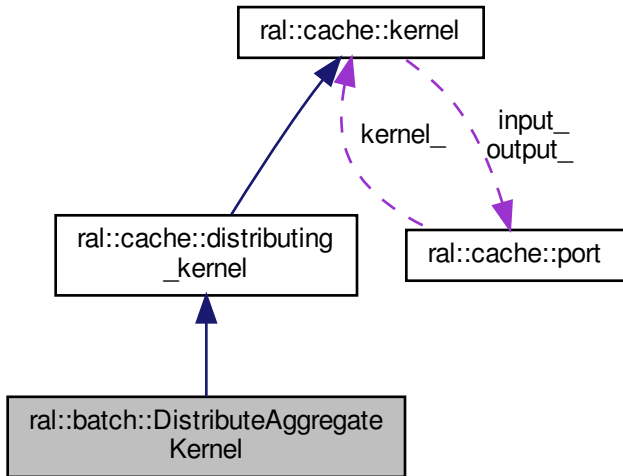 ral::cache::kernel
kernel_
input_
output_
ral::cache::distributing
_kernel
ral::cache::port
ral::batch::DistributeAggregate
Kernel